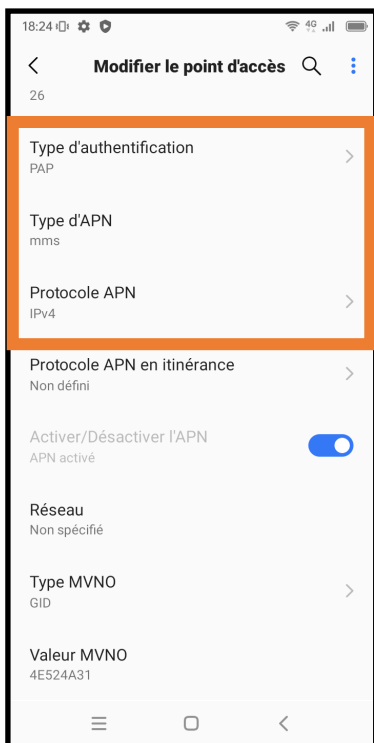 18:24
4G
Modifier le point d'accès
26
Type d'authentification
PAP
Type d'APN
mms
Protocole APN
IPv4
Protocole APN en itinérance
Non défini
Activer/Désactiver l'APN
APN activé
Réseau
Non spécifié
Type MVNO
GID
Valeur MVNO
4E524A31